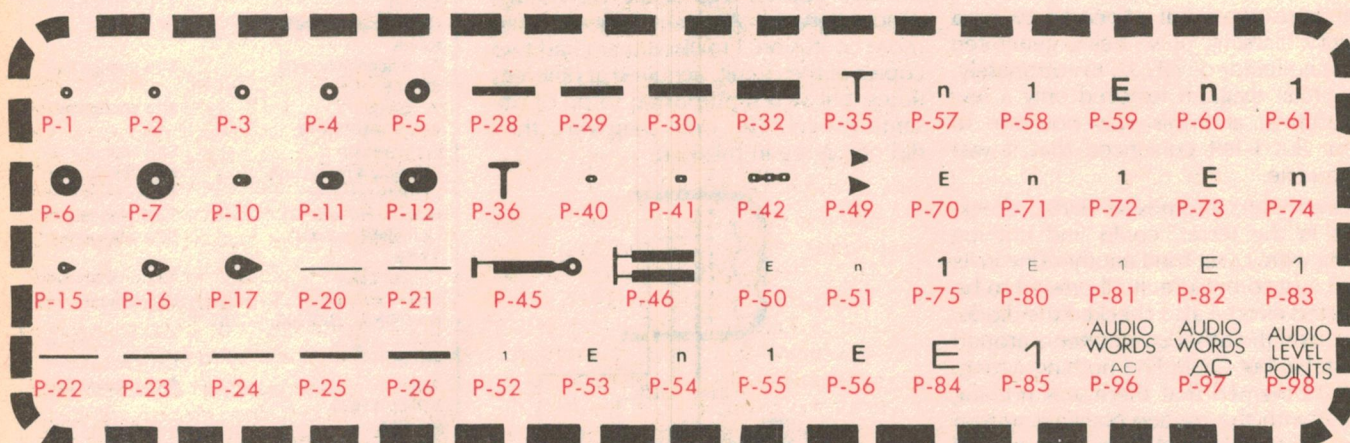 T n 1 E n 1
P-1 P-2 P-3 P-4 P-5 P-28 P-29 P-30 P-32 P-35 P-57 P-58 P-59 P-60 P-61
T E n 1 E n
P-6 P-7 P-10 P-11 P-12 P-36 P-40 P-41 P-42 P-49 P-70 P-71 P-72 P-73 P-74
E n 1 E E 1
P-15 P-16 P-17 P-20 P-21 P-45 P-46 P-50 P-51 P-75 P-80 P-81 P-82 P-83
AUDIO AUDIO AUDIO
WORDS WORDS LEVEL
1 E n 1 E E 1 AC AC POINTS
P-22 P-23 P-24 P-25 P-26 P-52 P-53 P-54 P-55 P-56 P-84 P-85 P-96 P-97 P-98